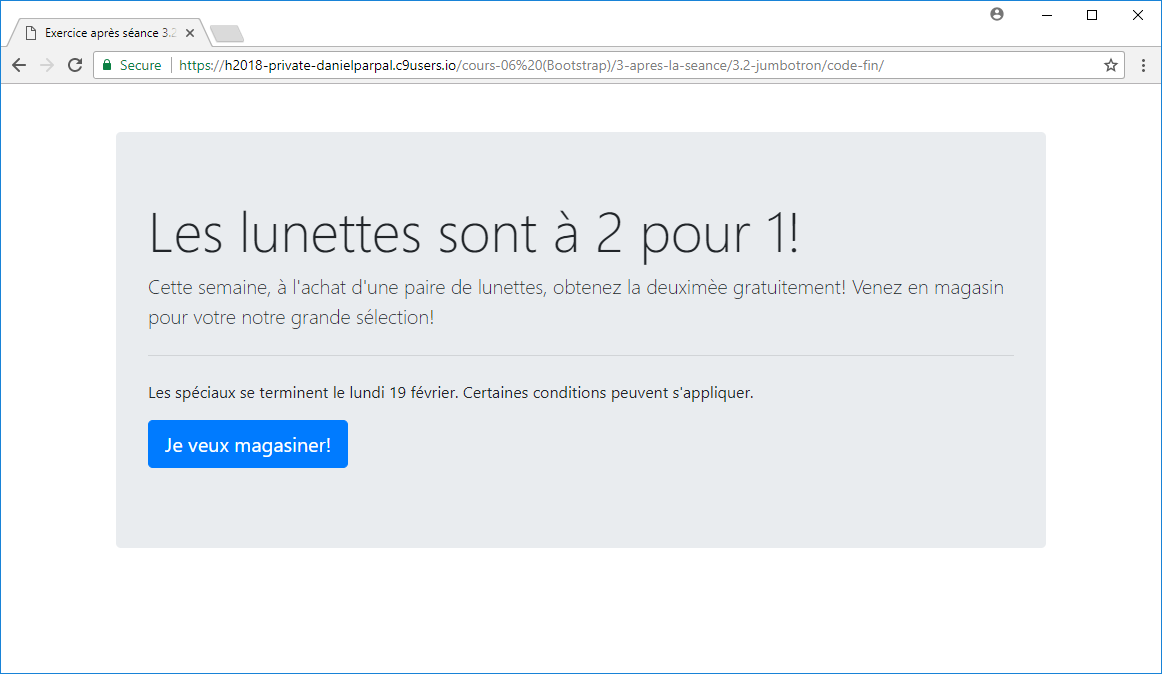 Exercice après séance 3.2
Secure https://h2018-private-danielparpal.c9users.io/cours-06%20(Bootstrap)/3-apres-la-seance/3.2-jumbotron/code-fin/
Les lunettes sont à 2 pour 1!
Cette semaine, à l'achat d'une paire de lunettes, obtenez la deuximèe gratuitement! Venez en magasin
pour votre notre grande sélection!
Les spéciaux se terminent le lundi 19 février. Certaines conditions peuvent s'appliquer.
Je veux magasiner!